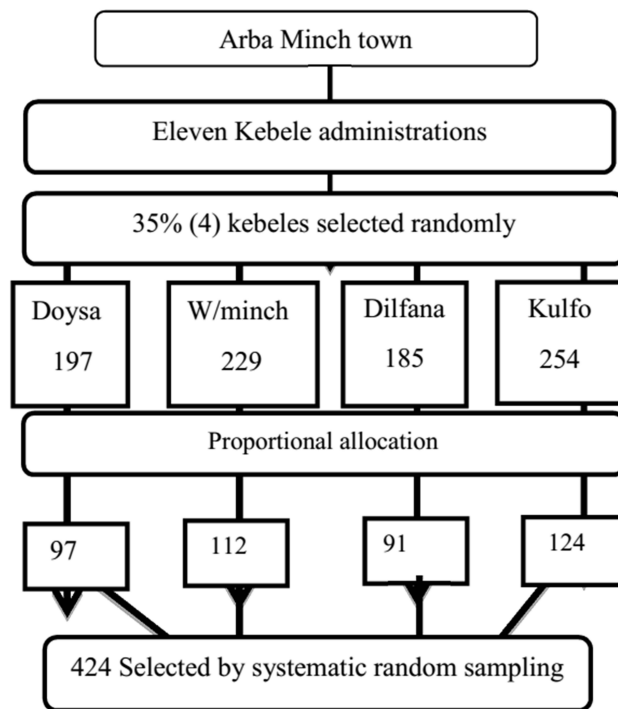 Arba Minch town
Eleven Kebele administrations
35% (4) kebeles selected randomly
Doysa W/minch Dilfana Kulfo
197 229 185 254
Proportional allocation
97 112 91 124
424 Selected by systematic random sampling